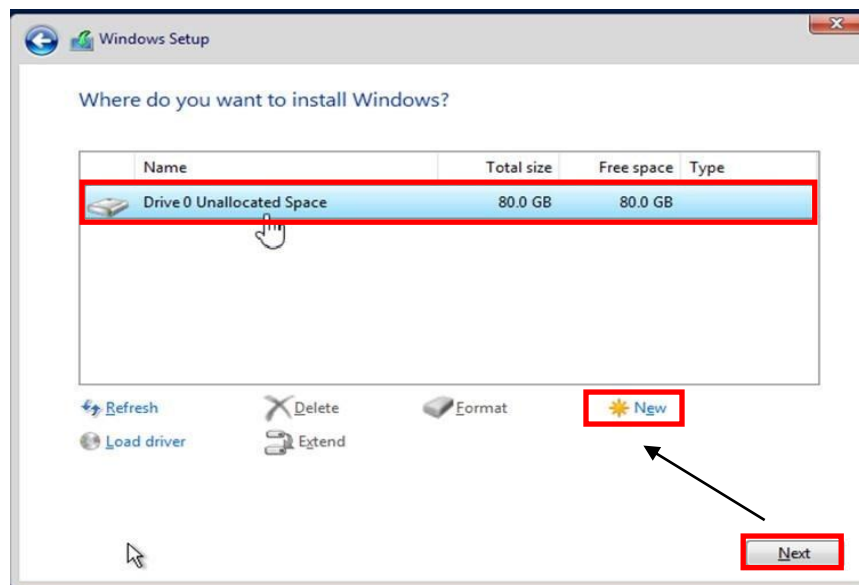 Windows Setup
Where do you want to install Windows?
Name Total size Free space Type
Drive 0 Unallocated Space 80.0 GB 80.0 GB
Refresh Delete Format New
Load driver Extend
Next